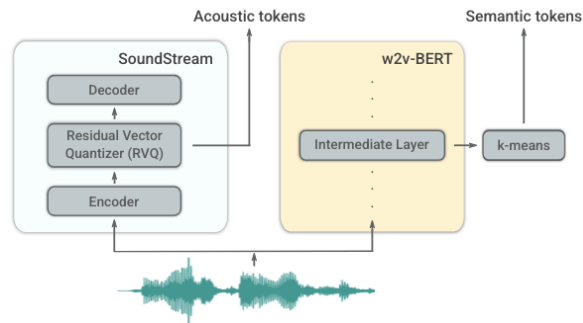 Acoustic tokens
Semantic tokens
SoundStream
w2v-BERT
Decoder
Residual Vector
Quantizer (RVQ)
Intermediate Layer
k-means
Encoder